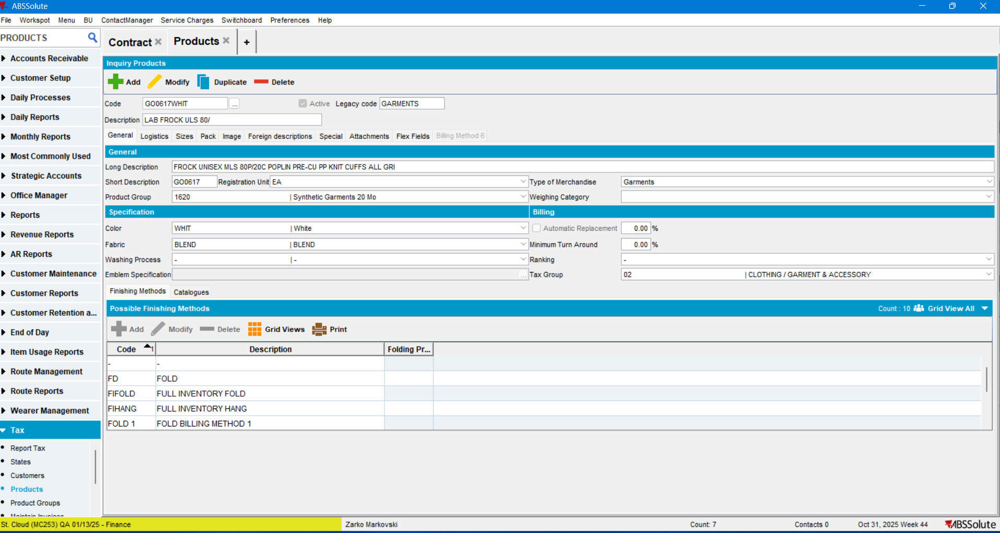 ABSSolute
File Workspot Menu BU ContactManager Service Charges Switchboard Preferences Help
PRODUCTS
Accounts Receivable
Customer Setup
Daily Processes
Daily Reports
Monthly Reports
Most Commonly Used
Strategic Accounts
Office Manager
Reports
Revenue Reports
AR Reports
Customer Maintenance
Customer Reports
Customer Retention a...
End of Day
Item Usage Reports
Route Management
Route Reports
Wearer Management
Tax
Report Tax
States
Customers
Products
Product Groups
Maintain Invoices
Contract Products +
Inquiry Products
Add Modify Duplicate Delete
Code GO0617WHIT ... Active Legacy code GARMENTS
Description LAB FROCK ULS 80/
General Logistics Sizes Pack Image Foreign descriptions Special Attachments Flex Fields Billing Method 6
General
Long Description FROCK UNISEX MLS 80P/20C POPLIN PRE-CU PP KNIT CUFFS ALL GRI
Short Description GO0617 Registration Unit EA Type of Merchandise Garments
Product Group 1620 | Synthetic Garments 20 Mo Weighing Category
Specification Billing
Color WHIT | White Automatic Replacement 0.00 %
Fabric BLEND | BLEND Minimum Turn Around 0.00 %
Washing Process - | - Ranking -
Emblem Specification ... Tax Group 02 | CLOTHING / GARMENT & ACCESSORY
Finishing Methods Catalogues
Possible Finishing Methods Count : 10 Grid View All
Add Modify Delete Grid Views Print
Code 1 Description Folding Pr...
- -
FD FOLD
FIFOLD FULL INVENTORY FOLD
FIHANG FULL INVENTORY HANG
FOLD 1 FOLD BILLING METHOD 1
St. Cloud (MC253) QA 01/13/25 - Finance Zarko Markovski Count: 7 Contacts 0 Oct 31, 2025 Week 44 ABSSolute